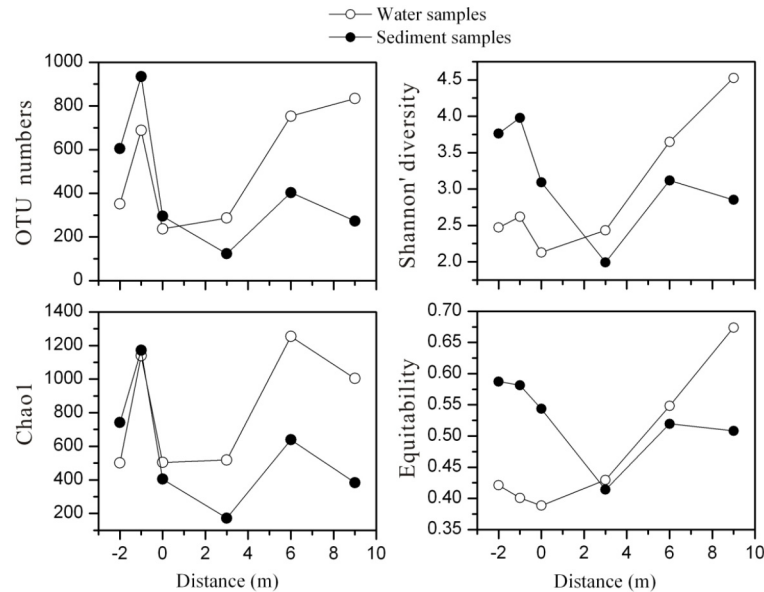 Water samples
Sediment samples
OTU numbers
1000
800
600
400
200
0
Shannon' diversity
4.5
4.0
3.5
3.0
2.5
2.0
Chao1
1400
1200
1000
800
600
400
200
-2 0 2 4 6 8 10
Distance (m)
Equitability
0.70
0.65
0.60
0.55
0.50
0.45
0.40
0.35
-2 0 2 4 6 8 10
Distance (m)